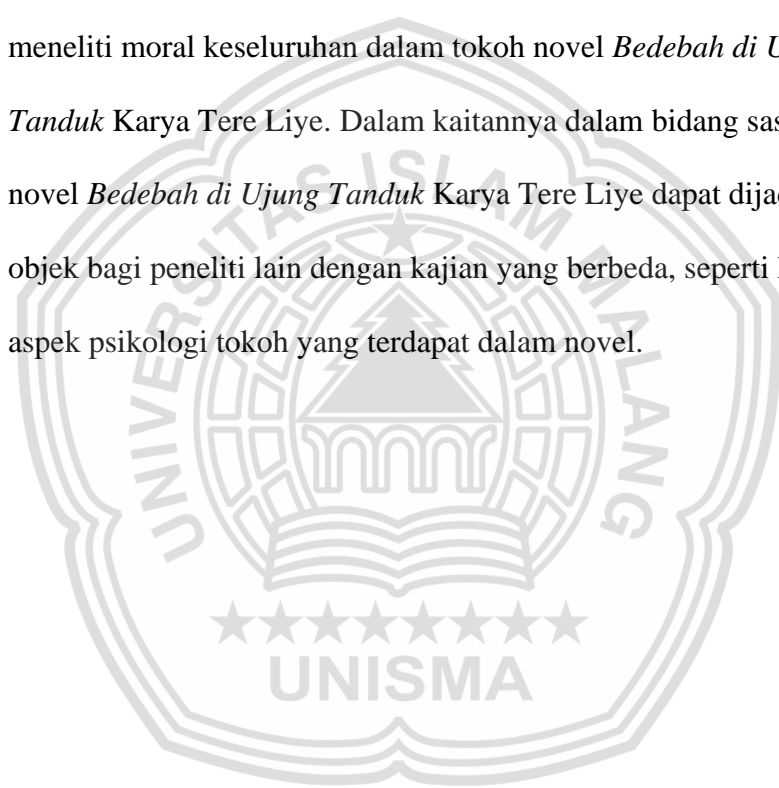 meneliti moral keseluruhan dalam tokoh novel Bedebah di
Tanduk Karya Tere Liye. Dalam kaitannya dalam bidang
novel Bedebah di Ujung Tanduk Karya Tere Liye dapat
objek bagi peneliti lain dengan kajian yang berbeda, seperti
aspek psikologi tokoh yang terdapat dalam novel.
UNIVERSITAS ISLAM MALANG
UNISMA